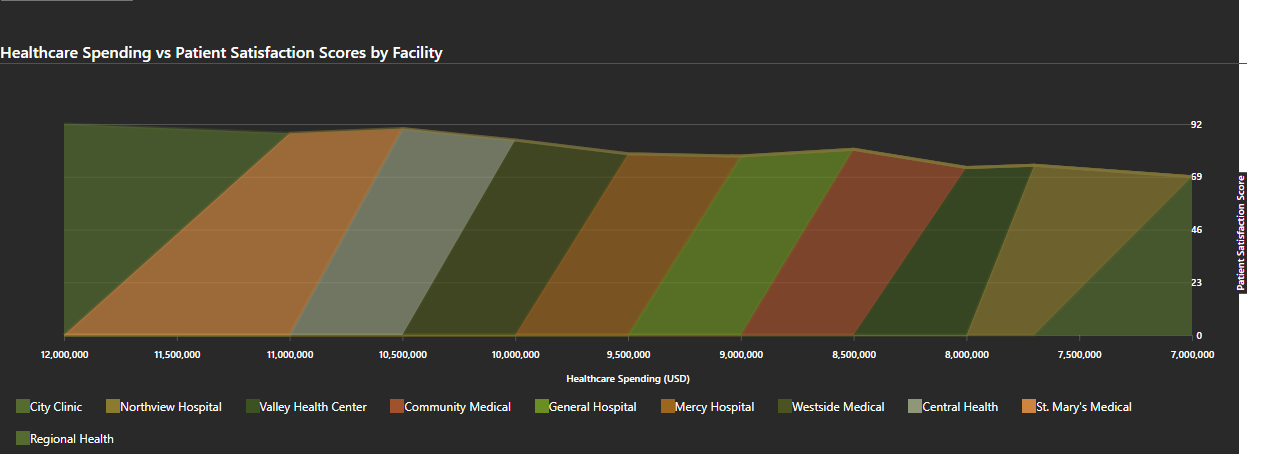 Healthcare Spending vs Patient Satisfaction Scores by Facility
92
69
46
23
0
Patient Satisfaction Score
12,000,000 11,500,000 11,000,000 10,500,000 10,000,000 9,500,000 9,000,000 8,500,000 8,000,000 7,500,000 7,000,000
Healthcare Spending (USD)
City Clinic Northview Hospital Valley Health Center Community Medical General Hospital Mercy Hospital Westside Medical Central Health St. Mary's Medical
Regional Health